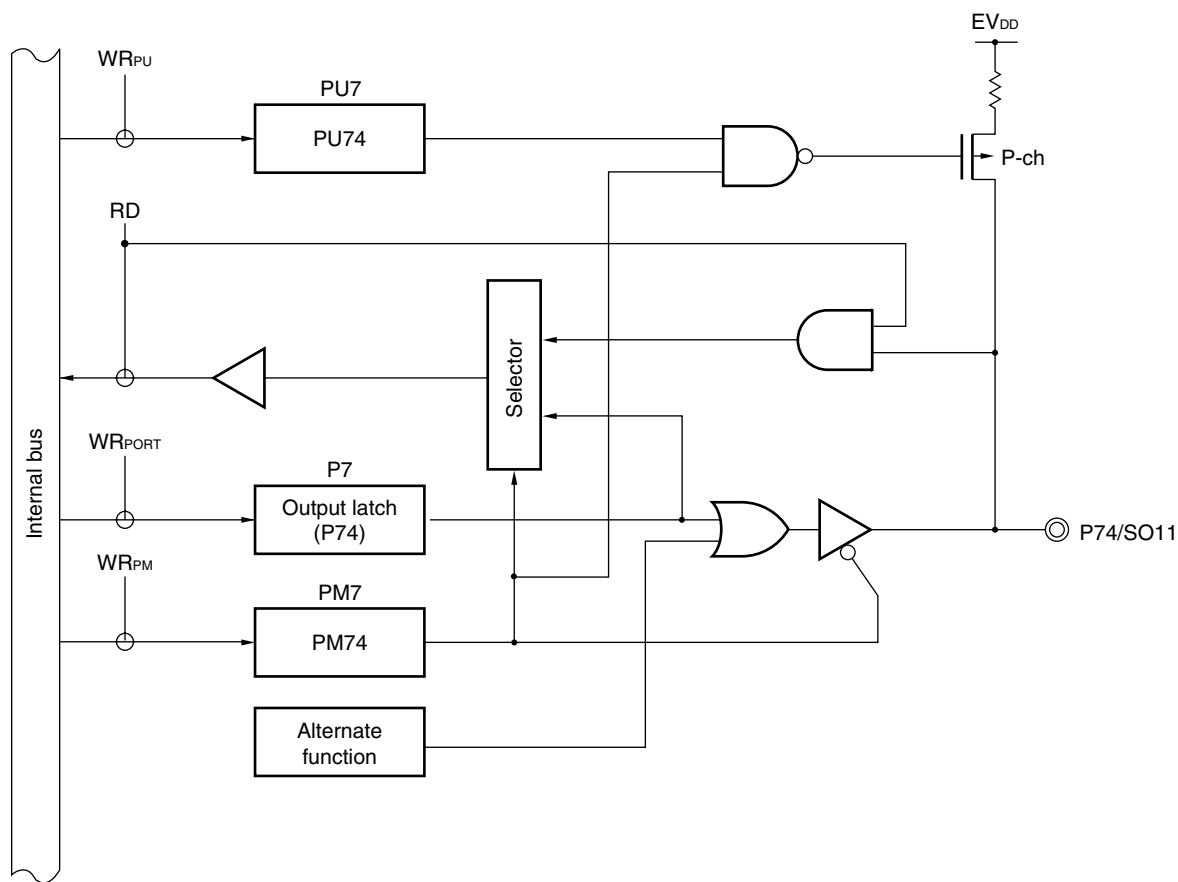 EVDD
WRPU
PU7
PU74
P-ch
RD
Selector
Internal bus
WRPORT
P7
Output latch
(P74)
P74/SO11
WRPM
PM7
PM74
Alternate
function